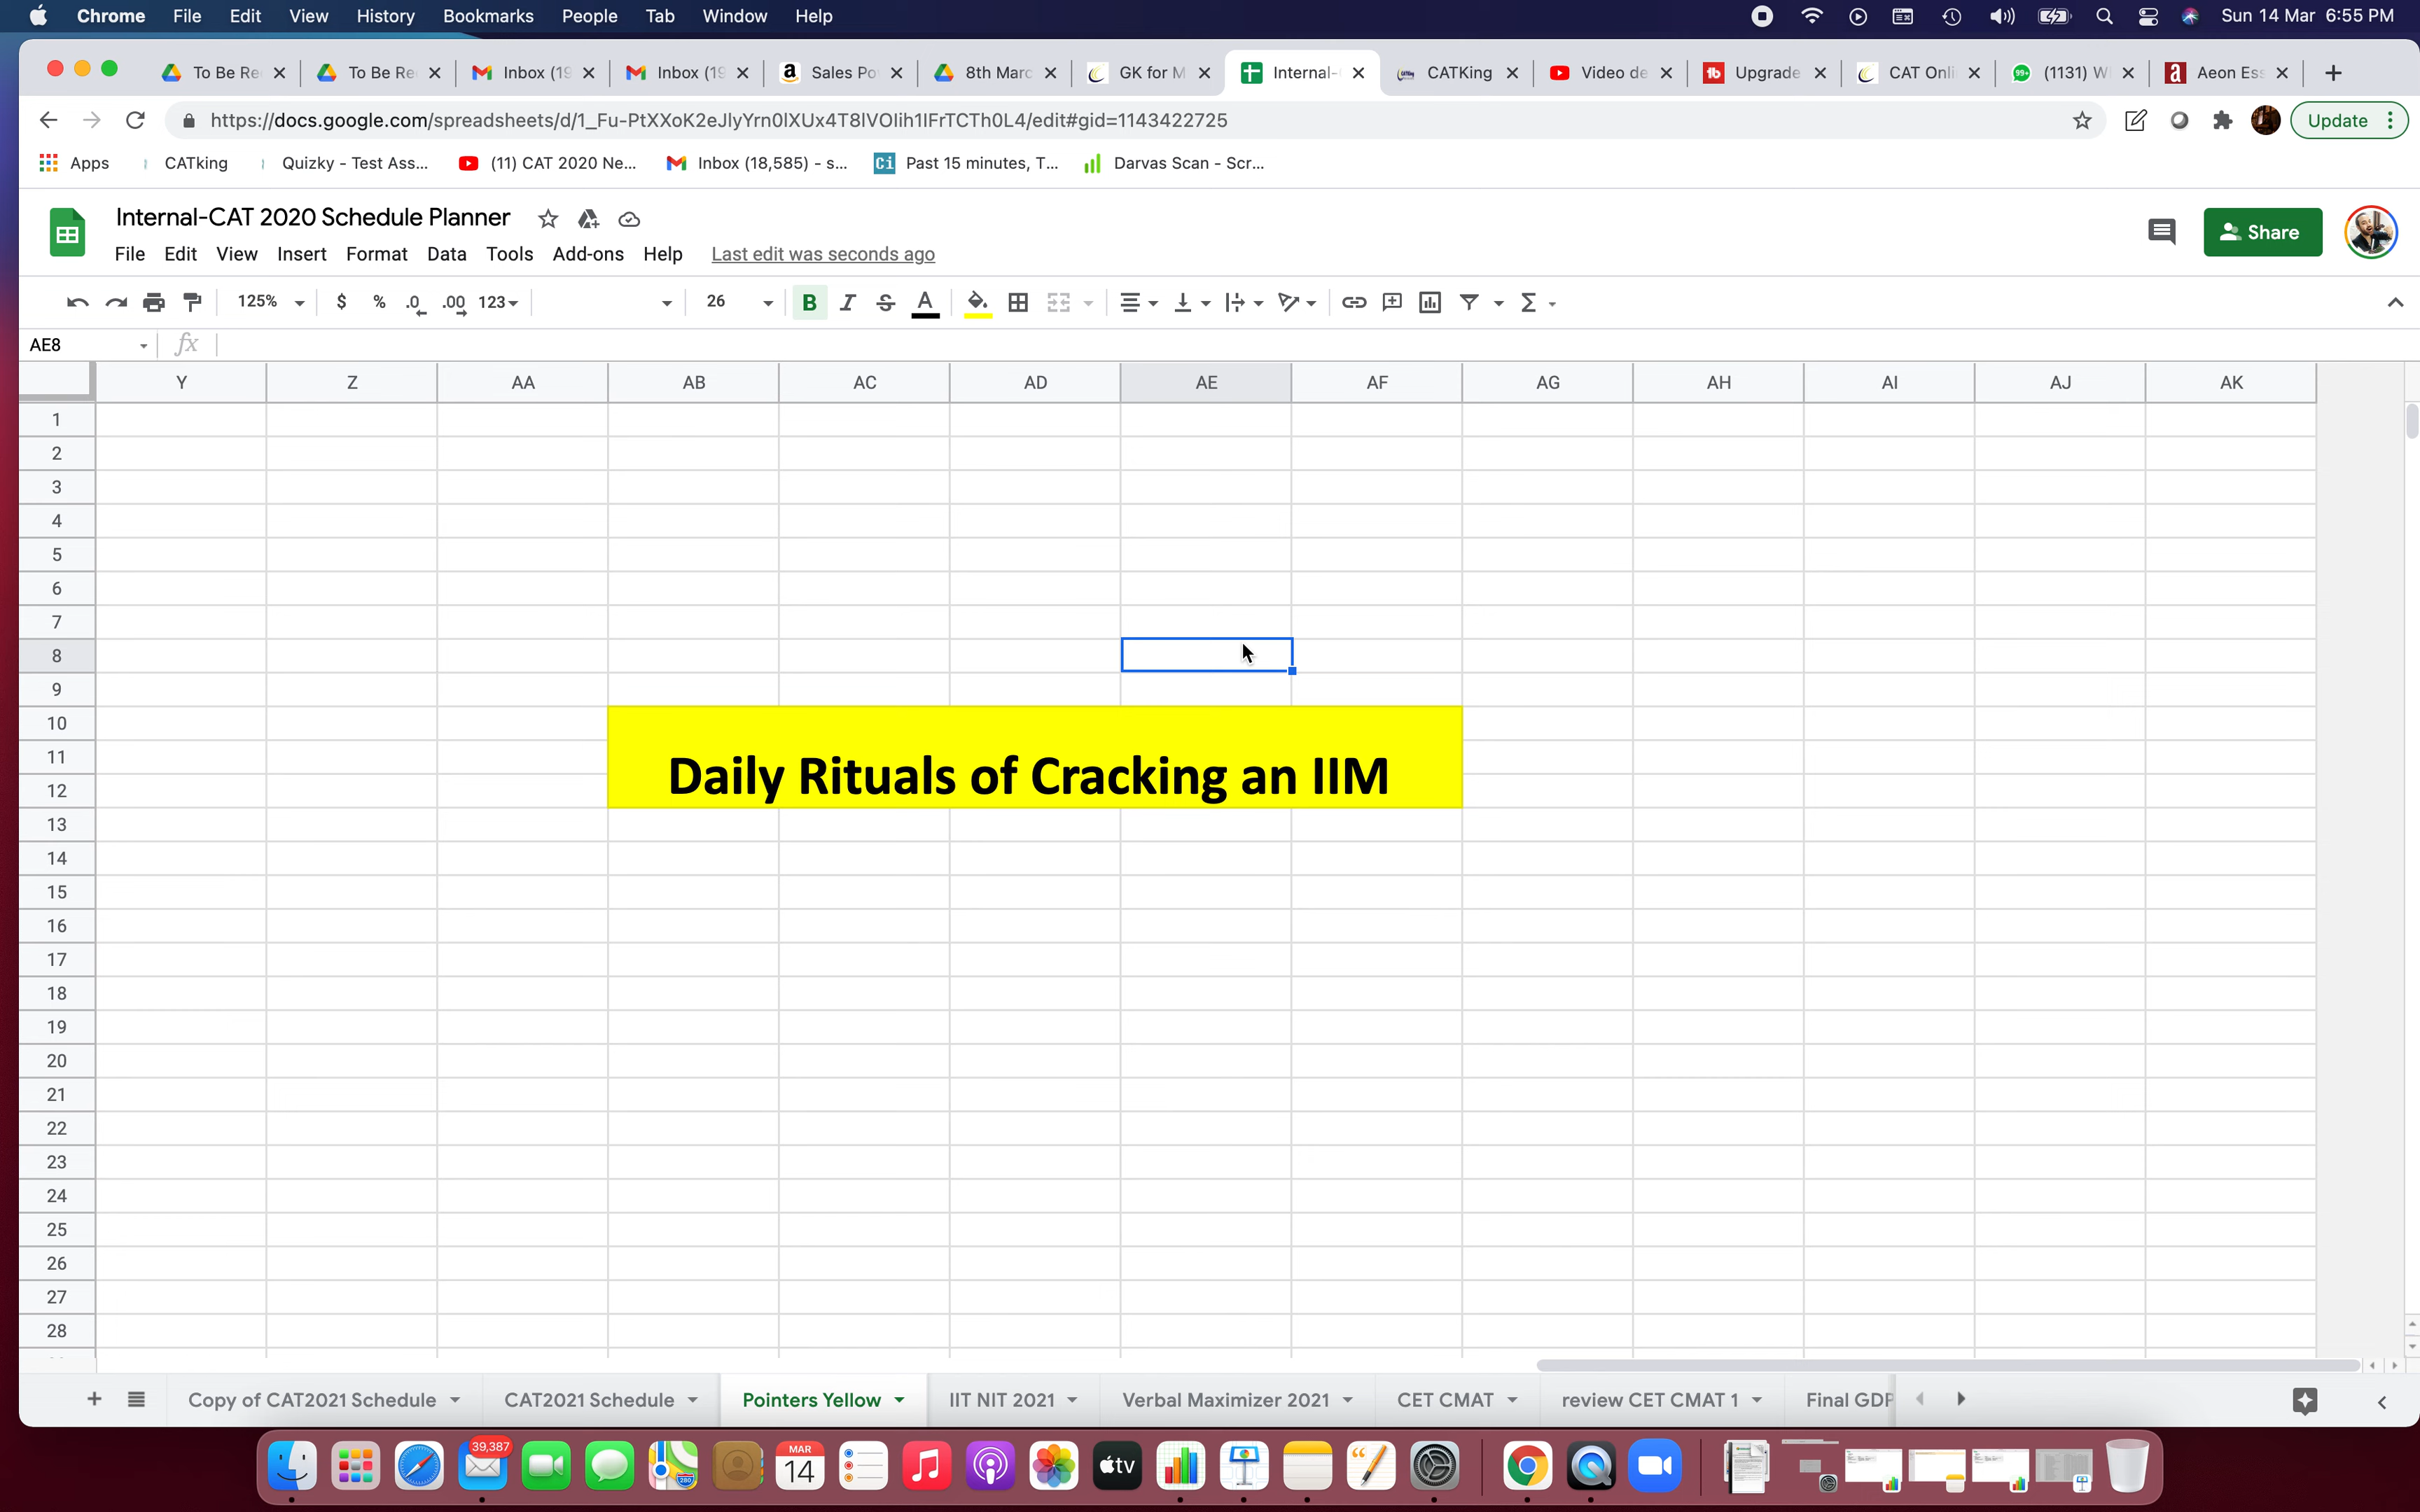 Chrome File Edit View History Bookmarks People Tab Window Help Sun 14 Mar 6:55 PM
To Be Re To Be Re Inbox (19 Inbox (19 Sales Po 8th Marc GK for M Internal- CATKing Video de Upgrade CAT Onli (1131) W Aeon Ess
https://docs.google.com/spreadsheets/d/1_Fu-PtXXoK2eJlyYrn0lXUx4T8lVOlih1lFrTCTh0L4/edit#gid=1143422725 Update
Apps CATking Quizky - Test Ass... (11) CAT 2020 Ne... Inbox (18,585) - s... Ci Past 15 minutes, T... Darvas Scan - Scr...
Internal-CAT 2020 Schedule Planner
Share
File Edit View Insert Format Data Tools Add-ons Help Last edit was seconds ago
125% $ % .0 .00 123 26 B I S A Σ
AE8 fx
Y Z AA AB AC AD AE AF AG AH AI AJ AK
1
2
3
4
5
6
7
8
9
10
11
Daily Rituals of Cracking an IIM
12
13
14
15
16
17
18
19
20
21
22
23
24
25
26
27
28
Copy of CAT2021 Schedule CAT2021 Schedule Pointers Yellow IIT NIT 2021 Verbal Maximizer 2021 CET CMAT review CET CMAT 1 Final GDP
39,387 MAR
14 tv